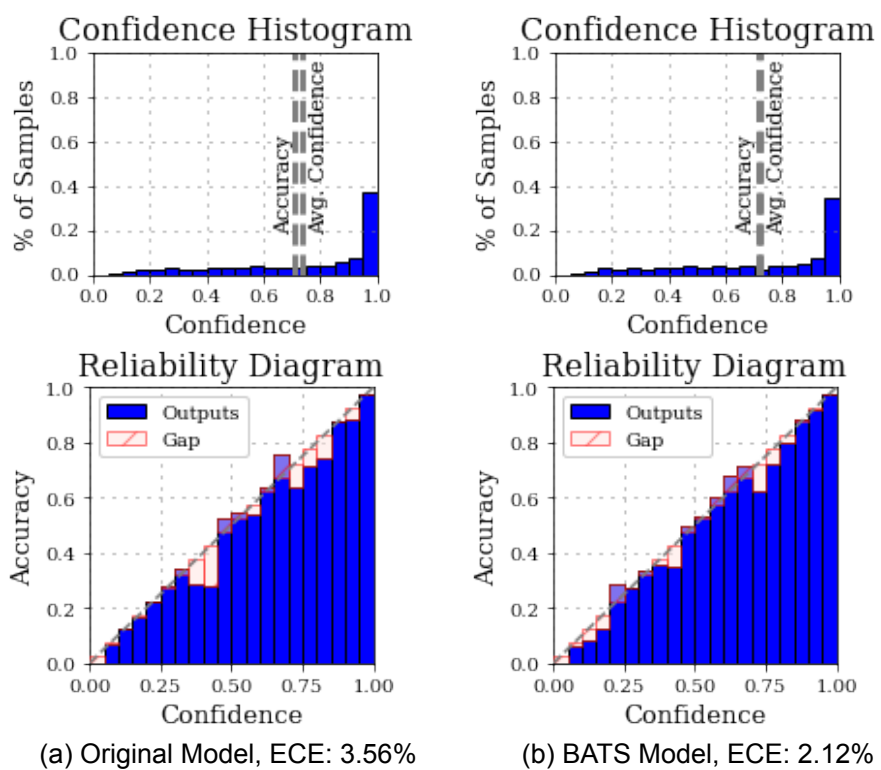 Confidence Histogram
1.0
0.8
0.6
0.4
0.2
0.0
% of Samples
Accuracy
Avg. Confidence
0.0 0.2 0.4 0.6 0.8 1.0
Confidence
Confidence Histogram
1.0
0.8
0.6
0.4
0.2
0.0
% of Samples
Accuracy
Avg. Confidence
0.0 0.2 0.4 0.6 0.8 1.0
Confidence
Reliability Diagram
1.0
0.8
0.6
0.4
0.2
0.0
Accuracy
Outputs
Gap
0.00 0.25 0.50 0.75 1.00
Confidence
(a) Original Model, ECE: 3.56%
Reliability Diagram
1.0
0.8
0.6
0.4
0.2
0.0
Accuracy
Outputs
Gap
0.00 0.25 0.50 0.75 1.00
Confidence
(b) BATS Model, ECE: 2.12%